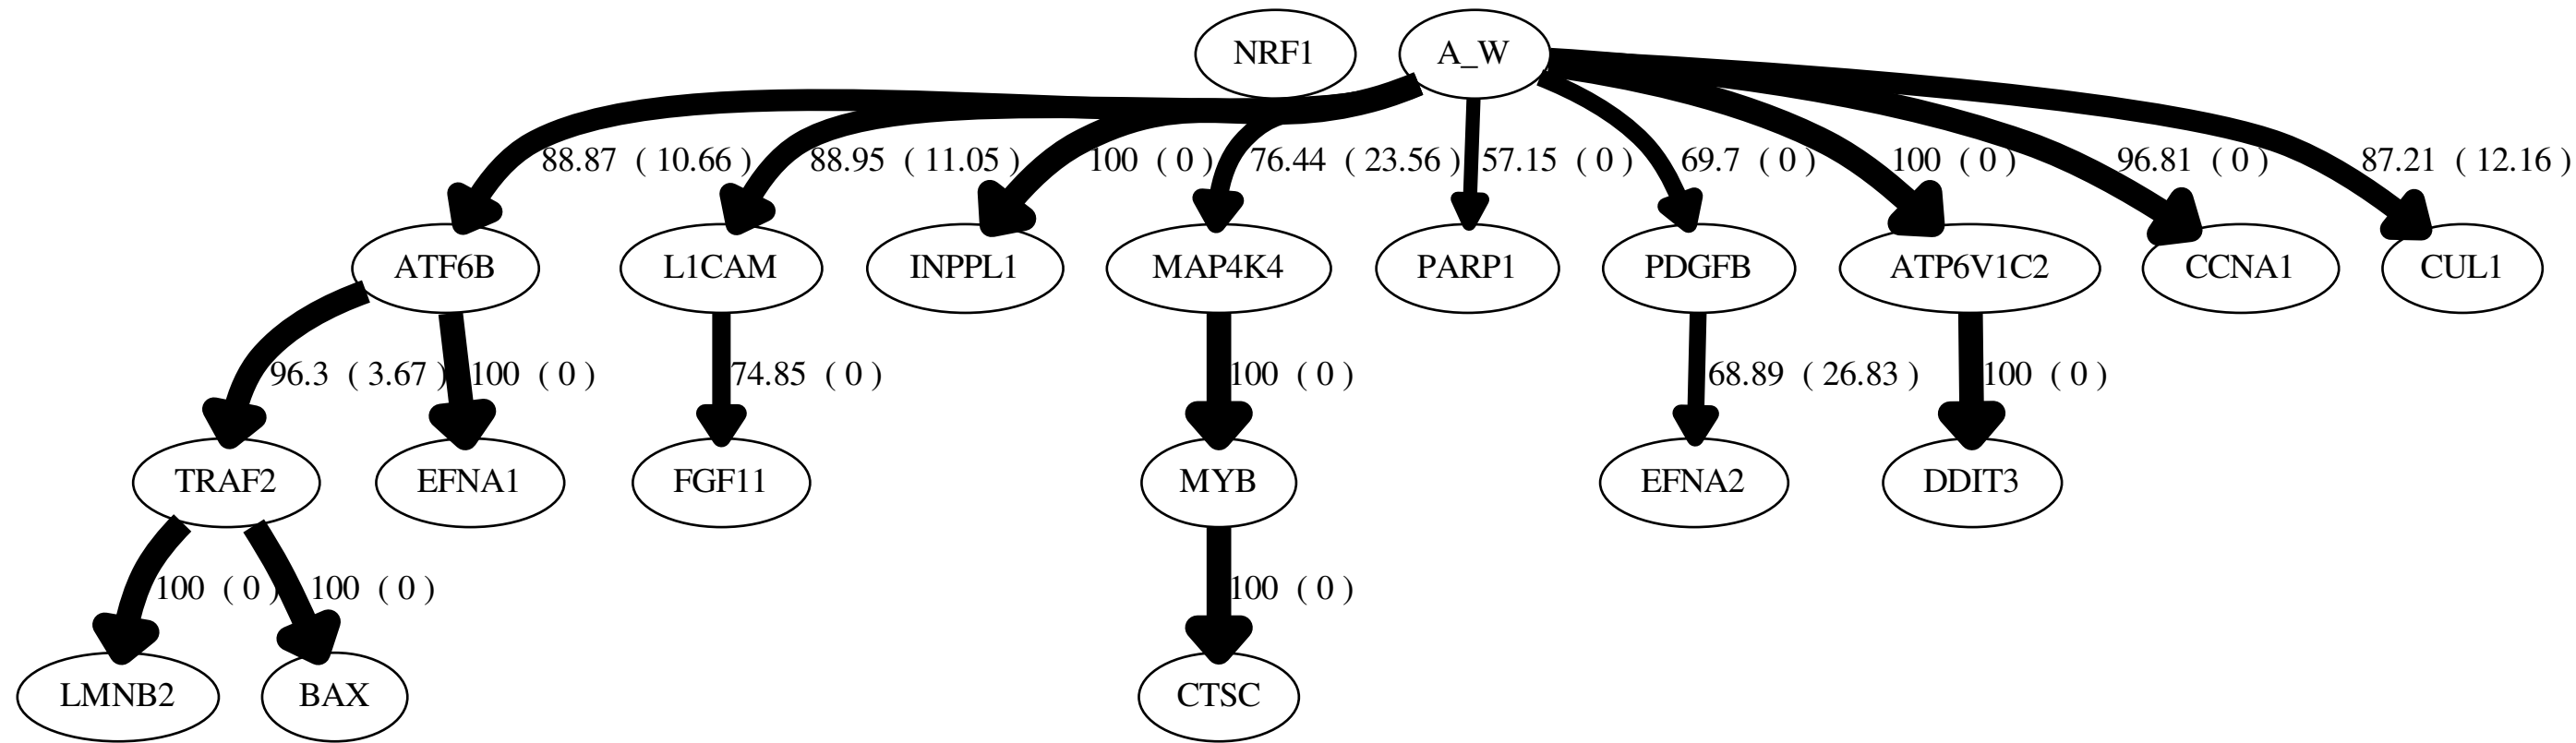 NRF1 A_W
88.87 ( 10.66 ) 88.95 ( 11.05 ) 100 ( 0 ) 76.44 ( 23.56 ) 57.15 ( 0 ) 69.7 ( 0 ) 100 ( 0 ) 96.81 ( 0 ) 87.21 ( 12.16 )
ATF6B L1CAM INPPL1 MAP4K4 PARP1 PDGFB ATP6V1C2 CCNA1 CUL1
96.3 ( 3.67 ) 100 ( 0 ) 74.85 ( 0 ) 100 ( 0 ) 68.89 ( 26.83 ) 100 ( 0 )
TRAF2 EFNA1 FGF11 MYB EFNA2 DDIT3
100 ( 0 ) 100 ( 0 ) 100 ( 0 )
LMNB2 BAX CTSC